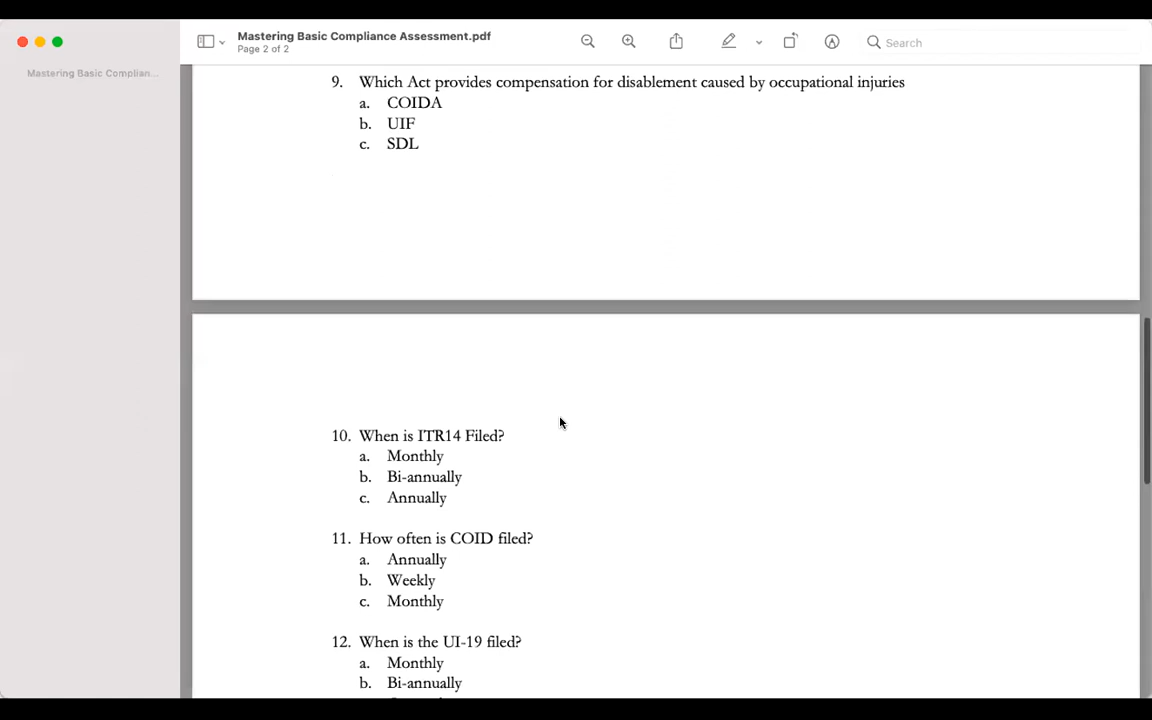 Mastering Basic Compliance Assessment.pdf
Page 2 of 2
Search
Mastering Basic Complian...
9. Which Act provides compensation for disablement caused by occupational injuries
a. COIDA
b. UIF
c. SDL
10. When is ITR14 Filed?
a. Monthly
b. Bi-annually
c. Annually
11. How often is COID filed?
a. Annually
b. Weekly
c. Monthly
12. When is the UI-19 filed?
a. Monthly
b. Bi-annually